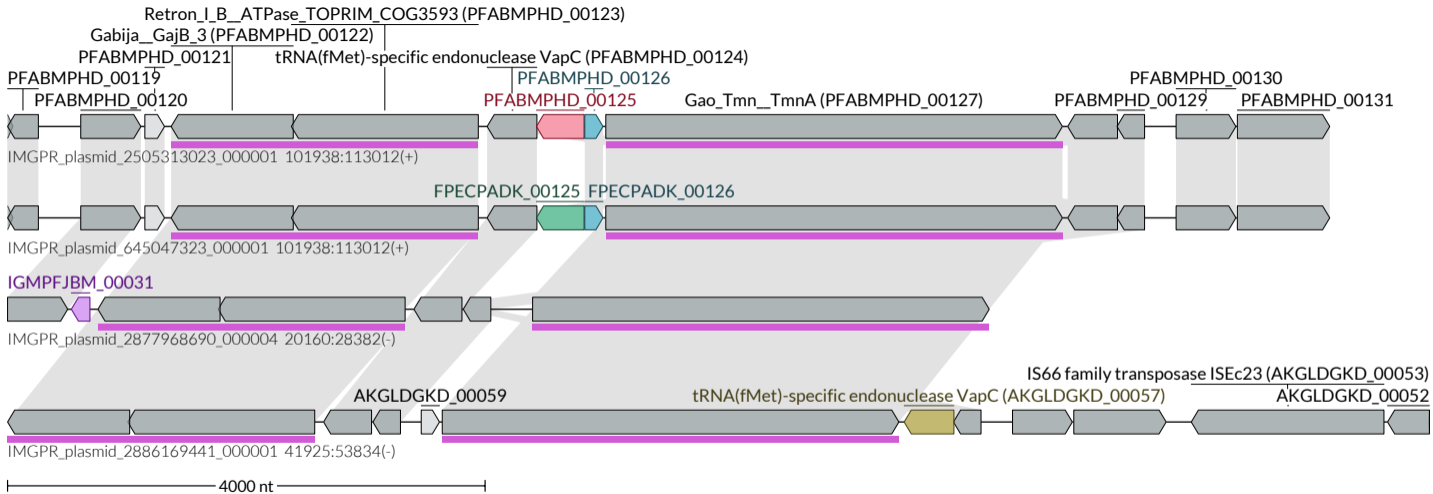 Retron_I_B__ATPase_TOPRIM_COG3593 (PFABMPHD_00123)
Gabija__GajB_3 (PFABMPHD_00122)
PFABMPHD_00121 tRNA(fMet)-specific endonuclease VapC (PFABMPHD_00124)
PFABMPHD_00119 PFABMPHD_00126 PFABMPHD_00130
PFABMPHD_00120 PFABMPHD_00125 Gao_Tmn__TmnA (PFABMPHD_00127) PFABMPHD_00129 PFABMPHD_00131
IMGPR_plasmid_2505313023_000001 101938:113012(+)
FPECPADK_00125 FPECPADK_00126
IMGPR_plasmid_645047323_000001 101938:113012(+)
IGMPFJBM_00031
IMGPR_plasmid_2877968690_000004 20160:28382(-)
IS66 family transposase ISEc23 (AKGLDGKD_00053)
AKGLDGKD_00059 tRNA(fMet)-specific endonuclease VapC (AKGLDGKD_00057) AKGLDGKD_00052
IMGPR_plasmid_2886169441_000001 41925:53834(-)
4000 nt